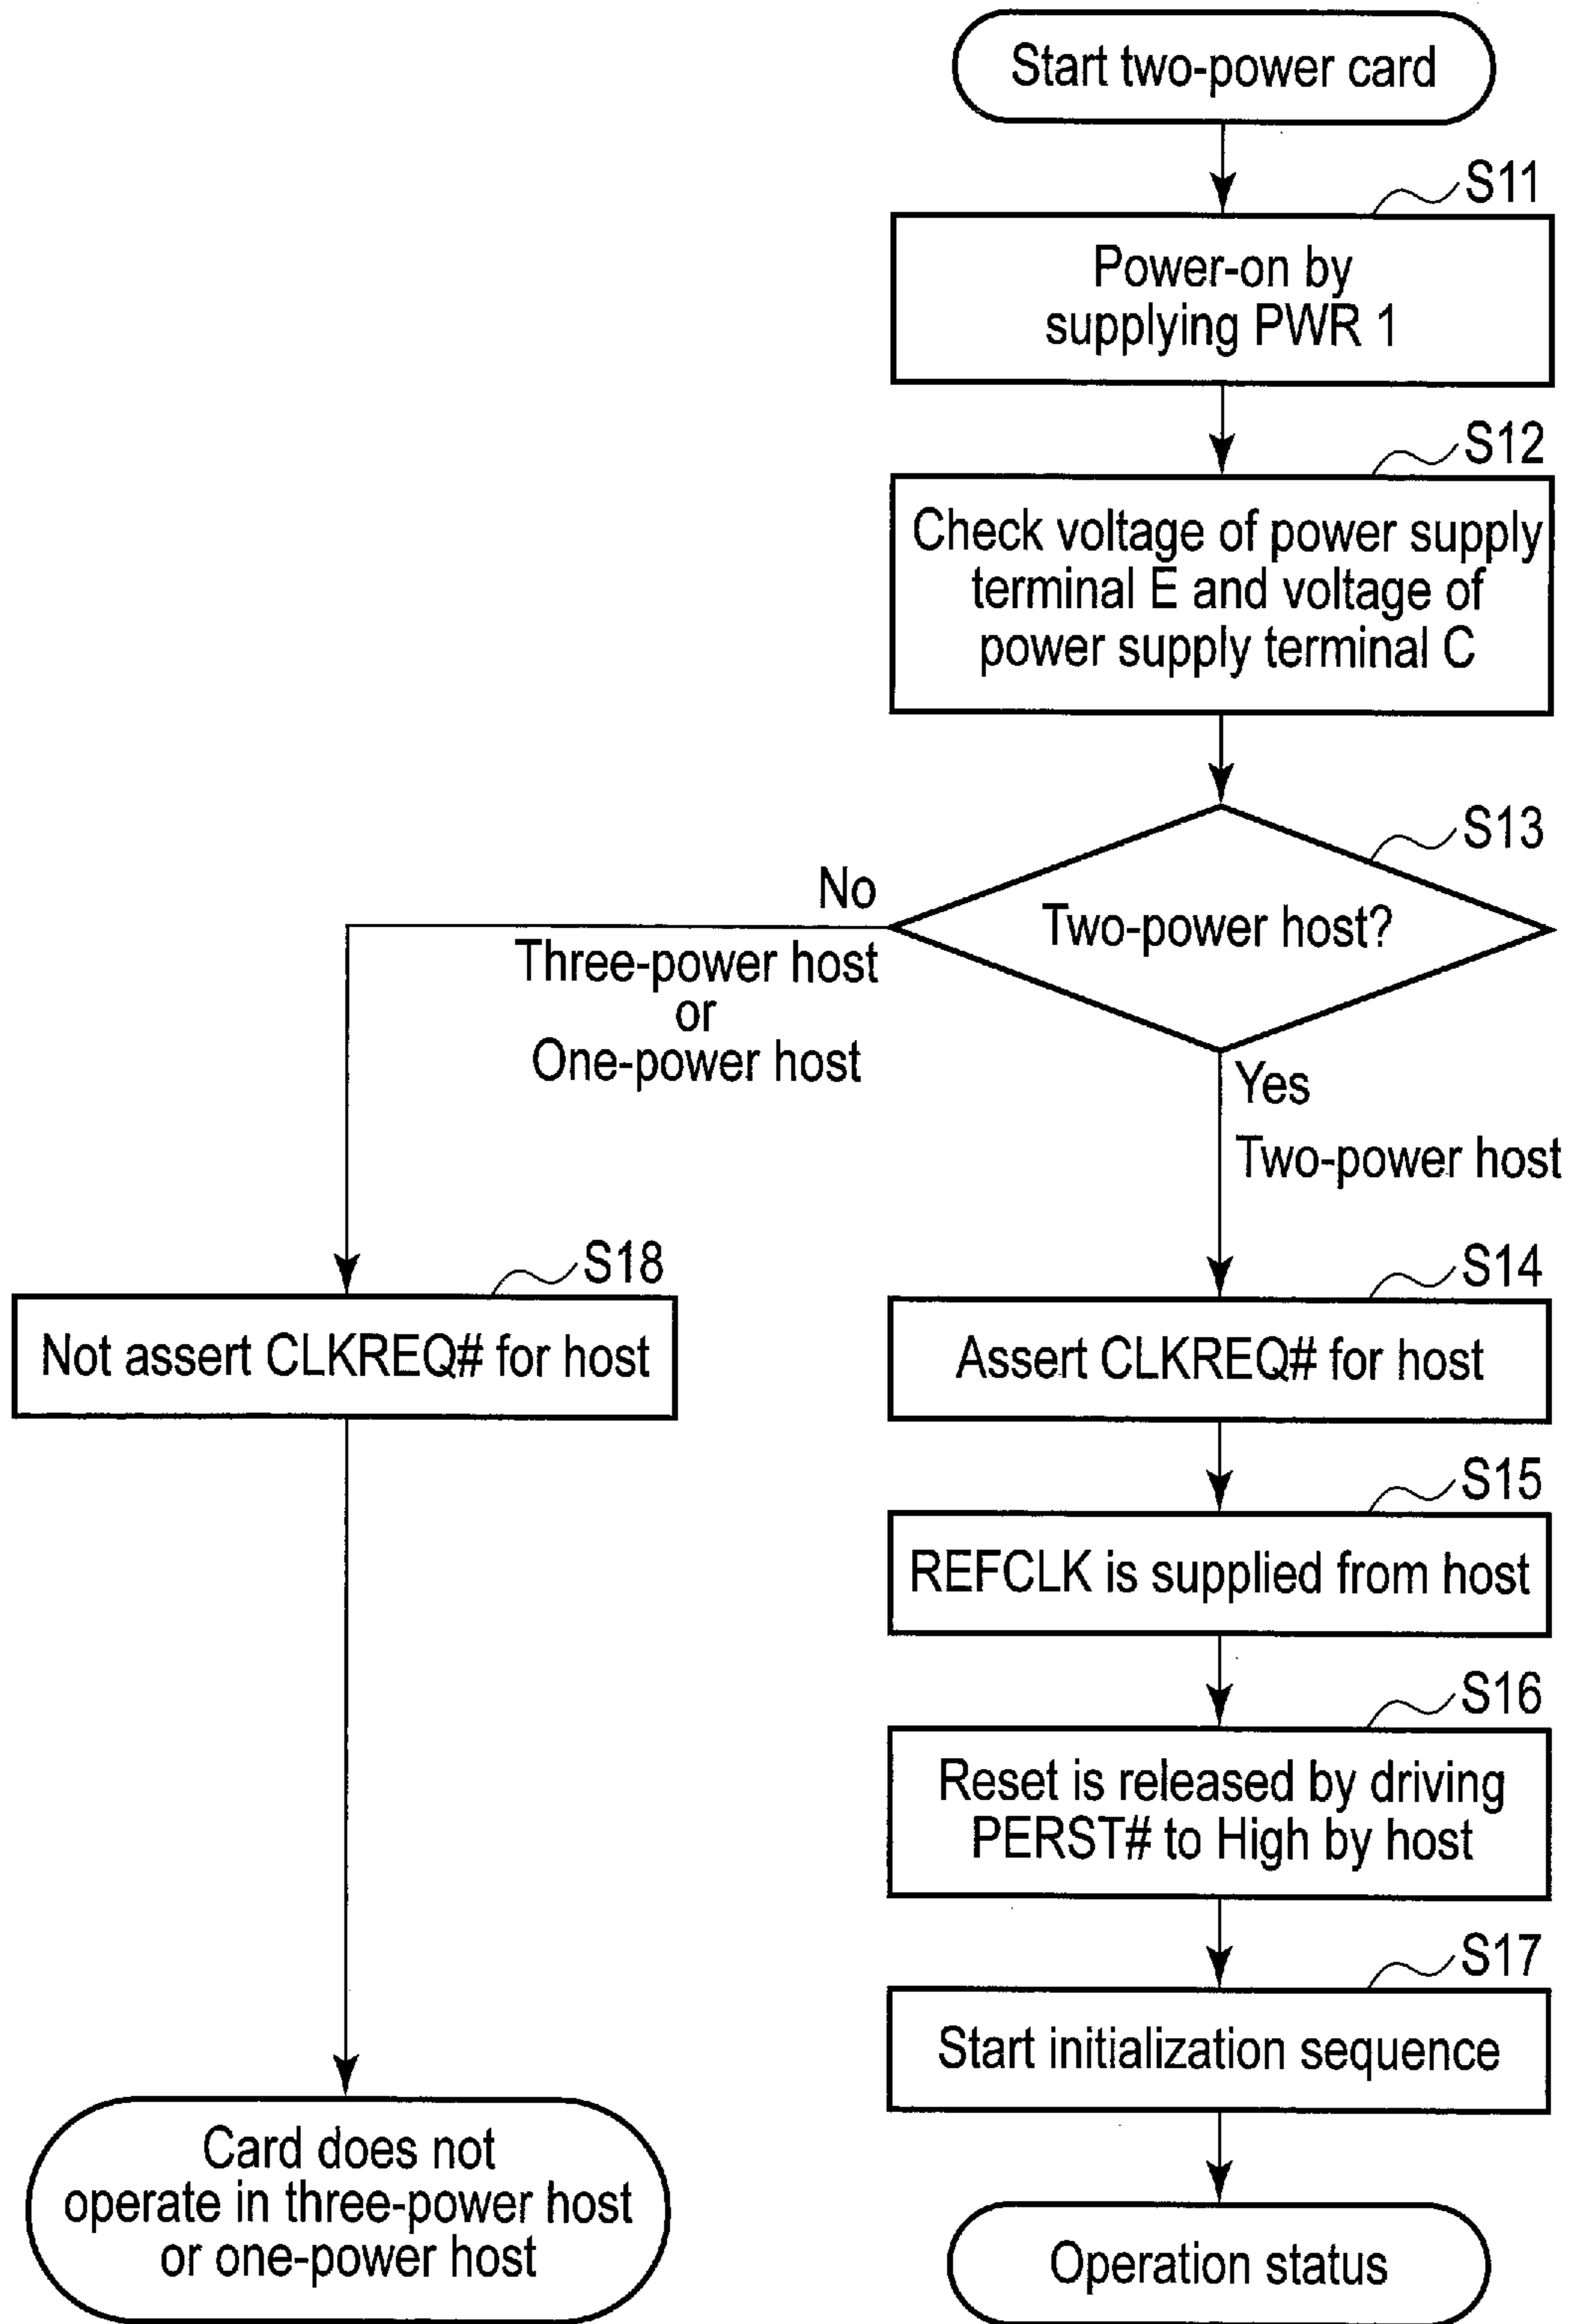 Start two-power card
S11
Power-on by
supplying PWR 1
S12
Check voltage of power supply
terminal E and voltage of
power supply terminal C
S13
Two-power host?
No
Three-power host
or
One-power host
Yes
Two-power host
S18
Not assert CLKREQ# for host
S14
Assert CLKREQ# for host
S15
REFCLK is supplied from host
S16
Reset is released by driving
PERST# to High by host
S17
Start initialization sequence
Card does not
operate in three-power host
or one-power host
Operation status